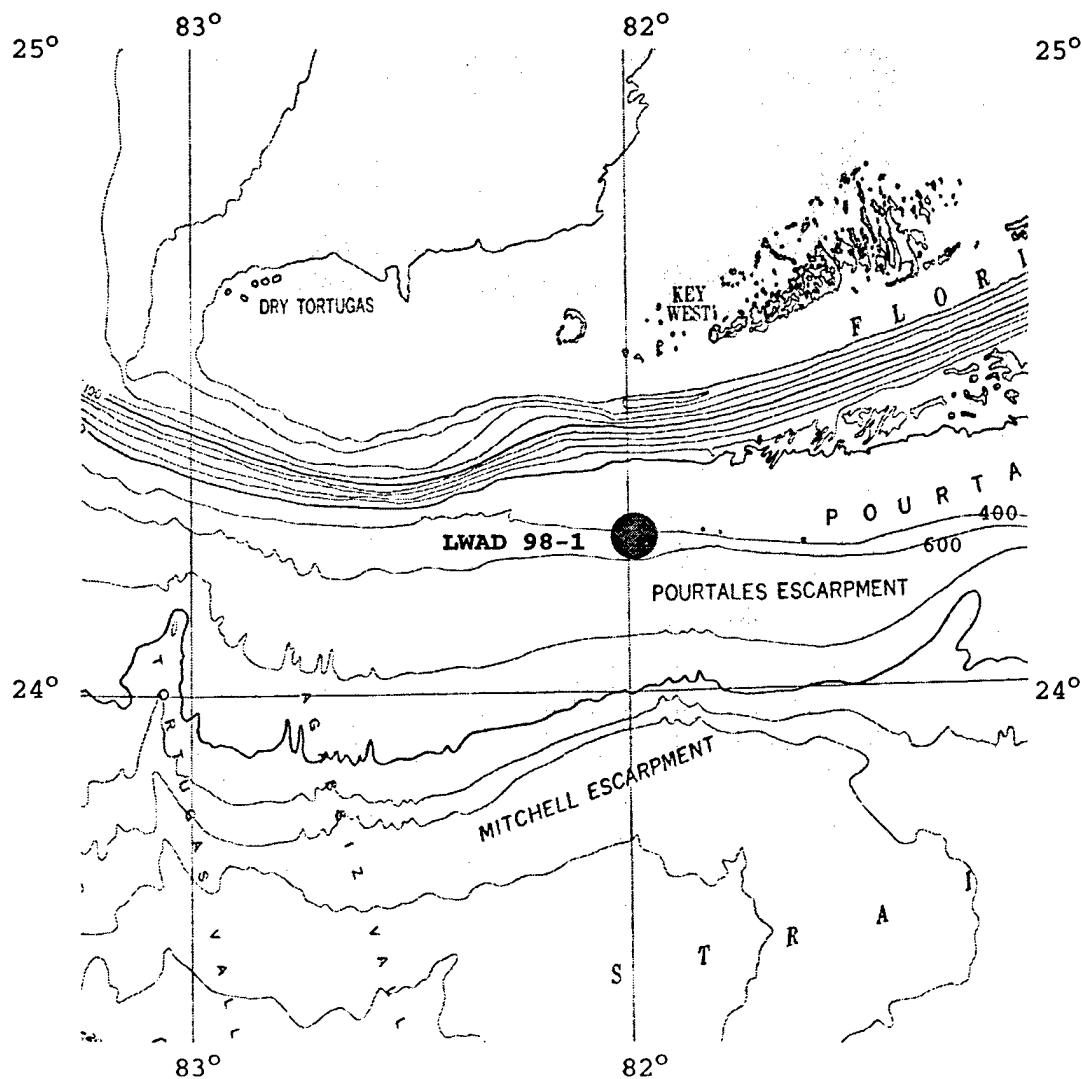 83° 82°
25° 25°
KEY
WEST
DRY TORTUGAS
F L O R I
100
P O U R T A
400
LWAD 98-1
600
POURTALES ESCARPMENT
24° 24°
MITCHELL ESCARPMENT
S T R A I
83° 82°